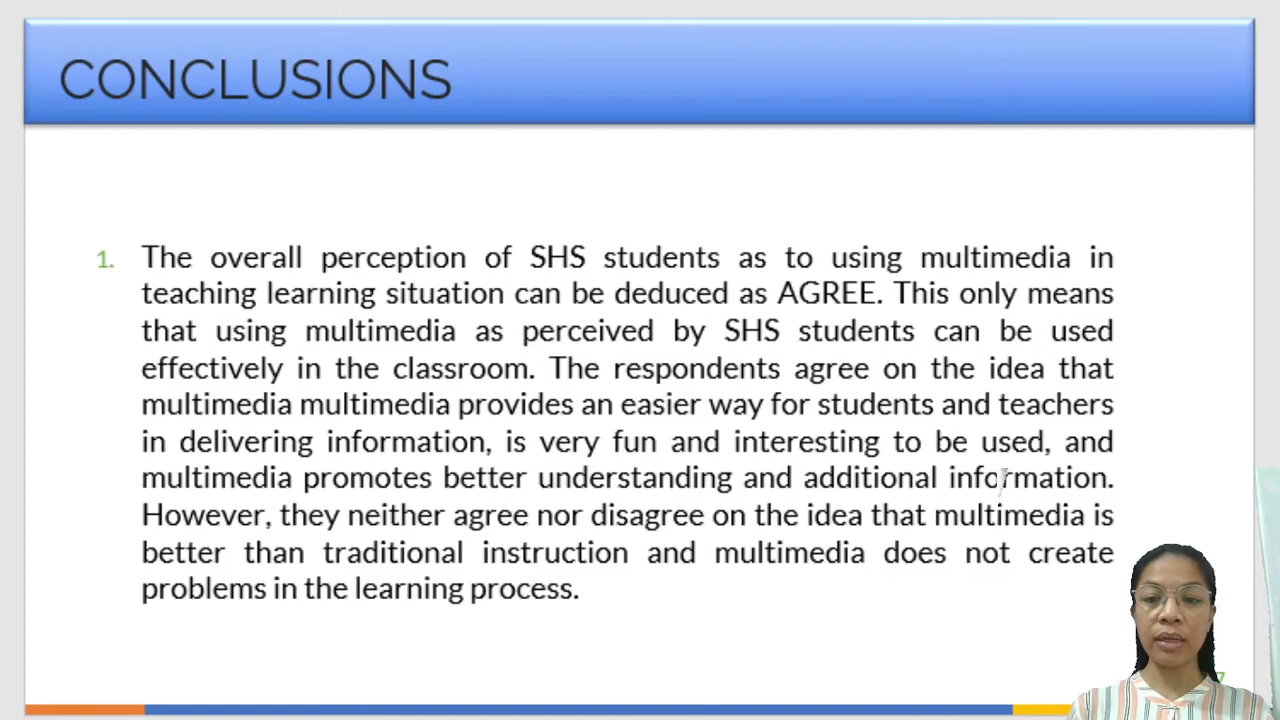 CONCLUSIONS
1. The overall perception of SHS students as to using multimedia in
teaching learning situation can be deduced as AGREE. This only means
that using multimedia as perceived by SHS students can be used
effectively in the classroom. The respondents agree on the idea that
multimedia multimedia provides an easier way for students and teachers
in delivering information, is very fun and interesting to be used, and
multimedia promotes better understanding and additional information.
However, they neither agree nor disagree on the idea that multimedia is
better than traditional instruction and multimedia does not create
problems in the learning process.